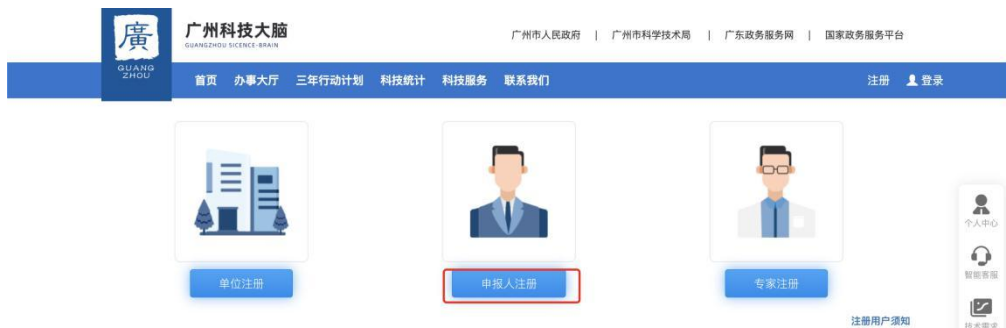 廣
GUANG
ZHOU
广州科技大脑
GUANGZHOU SICENCE-BRAIN
广州市人民政府 | 广州市科学技术局 | 广东政务服务网 | 国家政务服务平台
首页 办事大厅 三年行动计划 科技统计 科技服务 联系我们 注册 登录
单位注册 申报人注册 专家注册
个人中心
智能客服
技术需求
注册用户须知